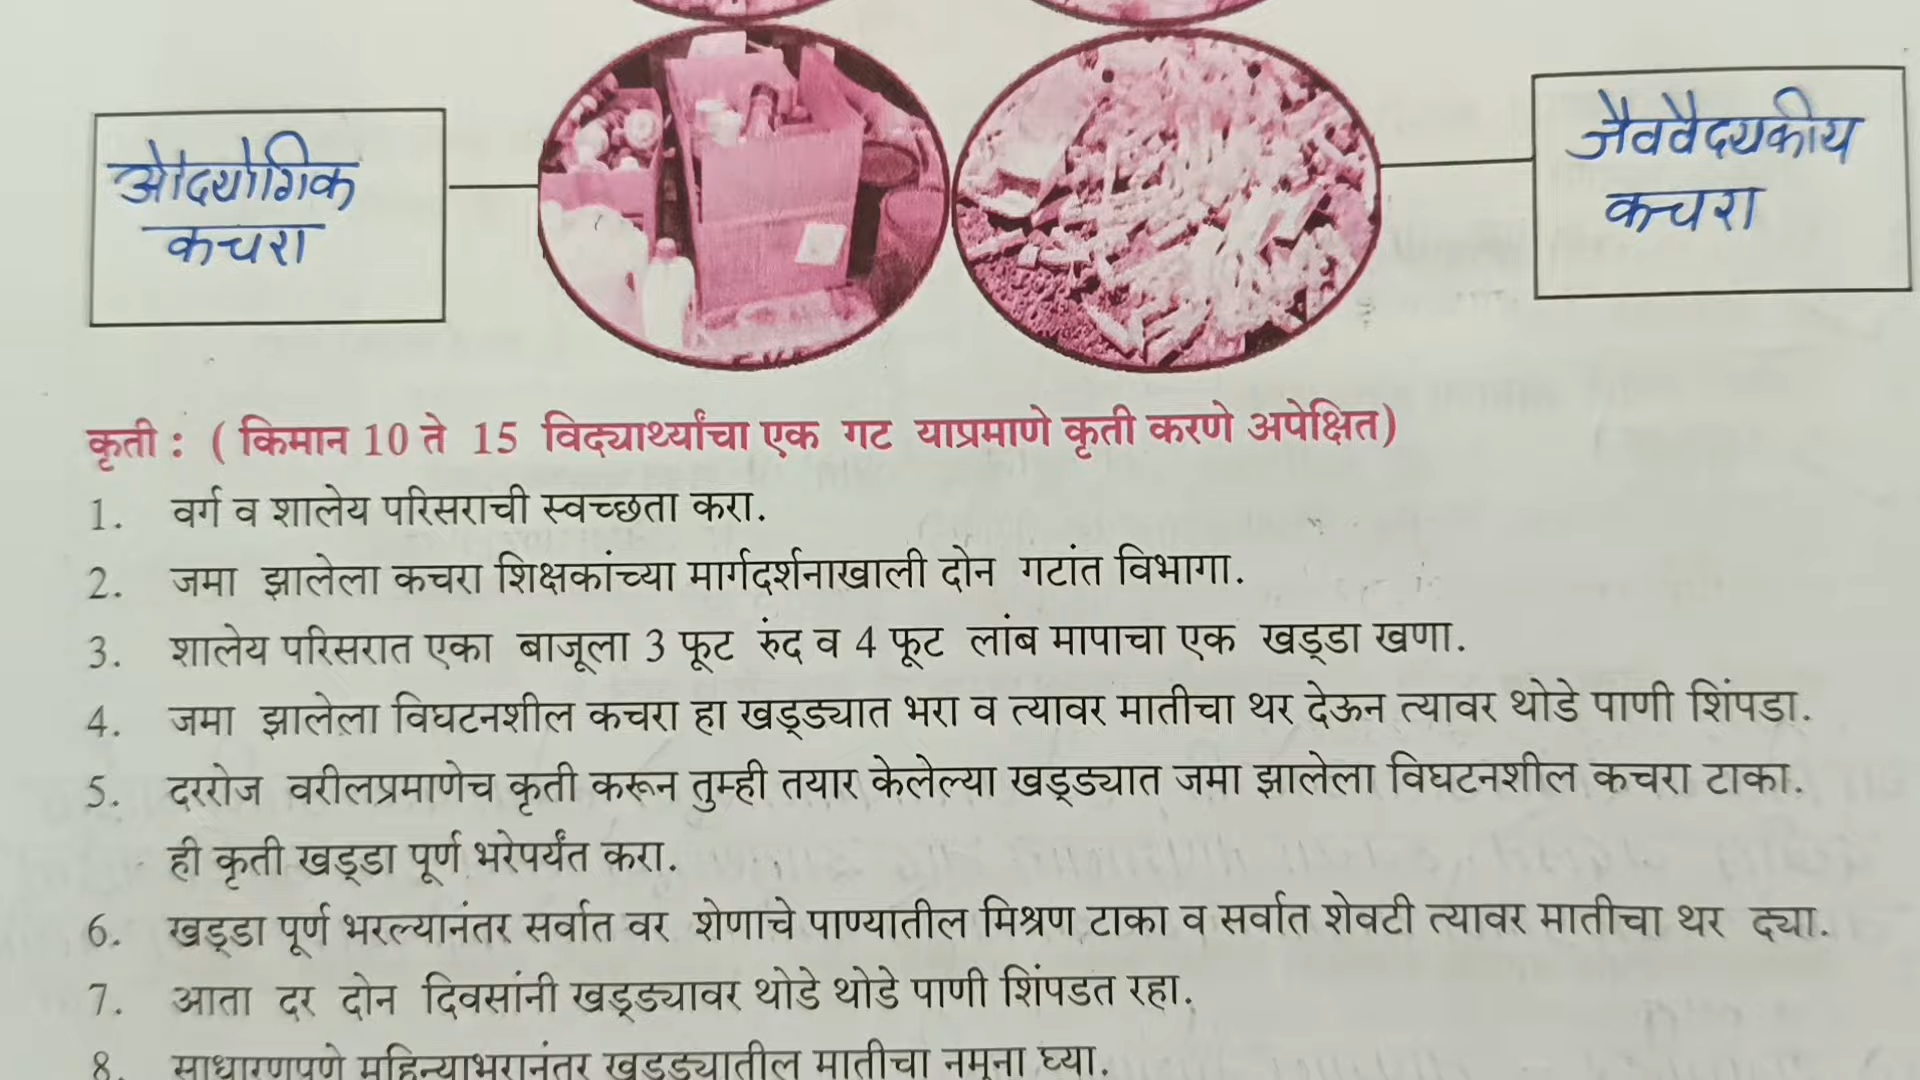 औद्योगिक
कचरा
जैववैद्यकीय
कचरा
कृती : ( किमान 10 ते 15 विद्यार्थ्यांचा एक गट याप्रमाणे कृती करणे अपेक्षित)
1. वर्ग व शालेय परिसराची स्वच्छता करा.
2. जमा झालेला कचरा शिक्षकांच्या मार्गदर्शनाखाली दोन गटांत विभागा.
3. शालेय परिसरात एका बाजूला 3 फूट रुंद व 4 फूट लांब मापाचा एक खड्डा खणा.
4. जमा झालेला विघटनशील कचरा हा खड्ड्यात भरा व त्यावर मातीचा थर देऊन त्यावर थोडे पाणी शिंपडा.
5. दररोज वरीलप्रमाणेच कृती करून तुम्ही तयार केलेल्या खड्ड्यात जमा झालेला विघटनशील कचरा टाका.
ही कृती खड्डा पूर्ण भरेपर्यंत करा.
6. खड्डा पूर्ण भरल्यानंतर सर्वात वर शेणाचे पाण्यातील मिश्रण टाका व सर्वात शेवटी त्यावर मातीचा थर द्या.
7. आता दर दोन दिवसांनी खड्ड्यावर थोडे थोडे पाणी शिंपडत रहा.
8. साधारणपणे महिन्याभरानंतर खड्ड्यातील मातीचा नमुना घ्या.